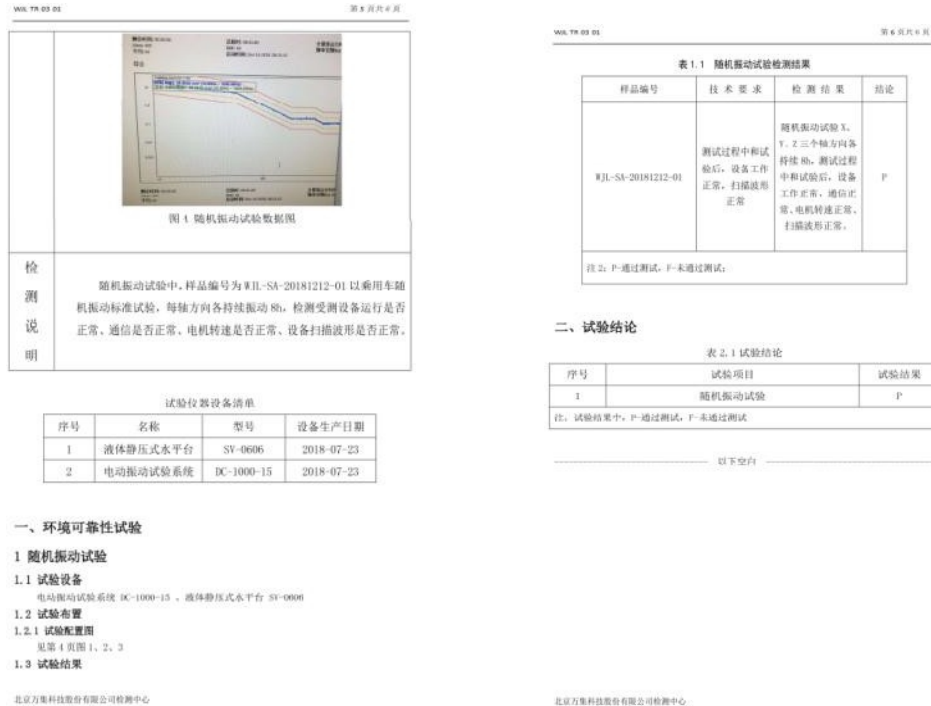 WJL TR 03 01
第 5 页 共 6 页
图 4 随机振动试验数据图
检
测
说
明
随机振动试验中，样品编号为 WJL-SA-20181212-01 以乘用车随
机振动标准试验，每轴方向各持续振动 8h，检测受测设备运行是否
正常、通信是否正常、电机转速是否正常、设备扫描波形是否正常。
试验仪器设备清单
序号 名称 型号 设备生产日期
1 液体静压式水平台 SV-0606 2018-07-23
2 电动振动试验系统 DC-1000-15 2018-07-23
一、环境可靠性试验
1 随机振动试验
1.1 试验设备
电动振动试验系统 DC-1000-15 、液体静压式水平台 SV-0606
1.2 试验布置
1.2.1 试验配置图
见第 4 页图 1、2、3
1.3 试验结果
北京万集科技股份有限公司检测中心
WJL TR 03 01
第 6 页 共 6 页
表 1.1 随机振动试验检测结果
样品编号 技术要求 检测结果 结论
WJL-SA-20181212-01
测试过程中和试
验后，设备工作
正常，扫描波形
正常
随机振动试验 X、
Y、Z 三个轴方向各
持续 8h，测试过程
中和试验后，设备
工作正常，通信正
常、电机转速正常、
扫描波形正常。
P
注 2：P-通过测试，F-未通过测试；
二、试验结论
表 2.1 试验结论
序号 试验项目 试验结果
1 随机振动试验 P
注：试验结果中，P-通过测试，F-未通过测试
以下空白
北京万集科技股份有限公司检测中心